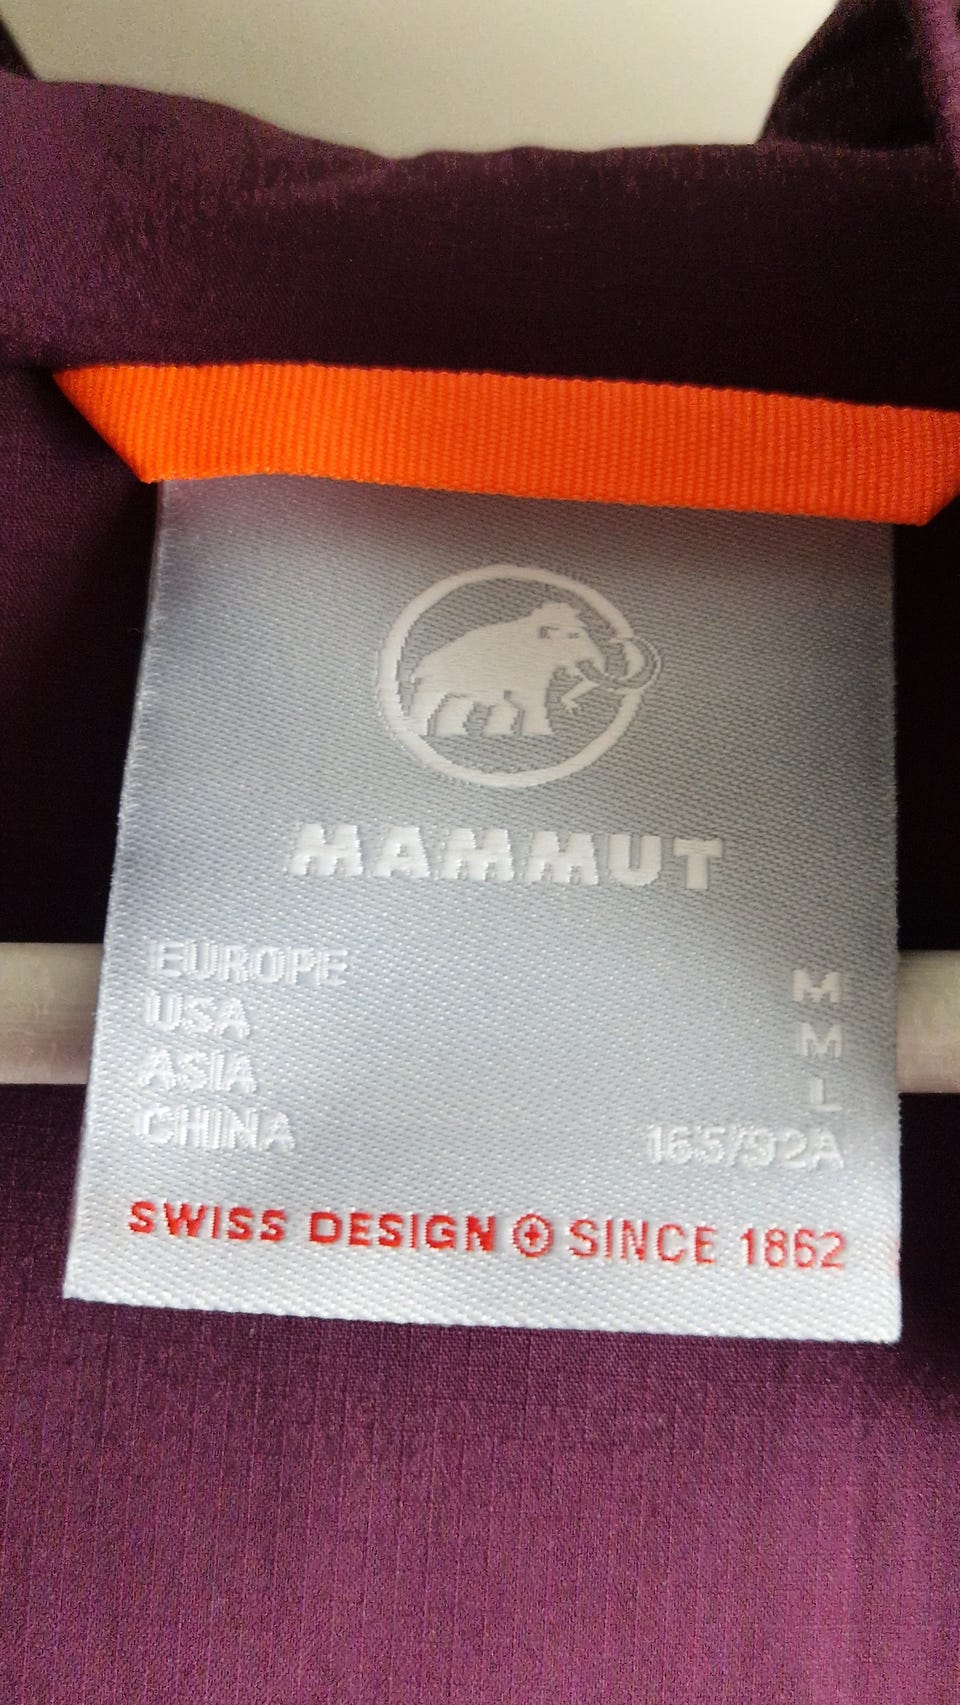 MAMMUT
EUROPE M
USA M
ASIA L
CHINA 165/92A
SWISS DESIGN SINCE 1862